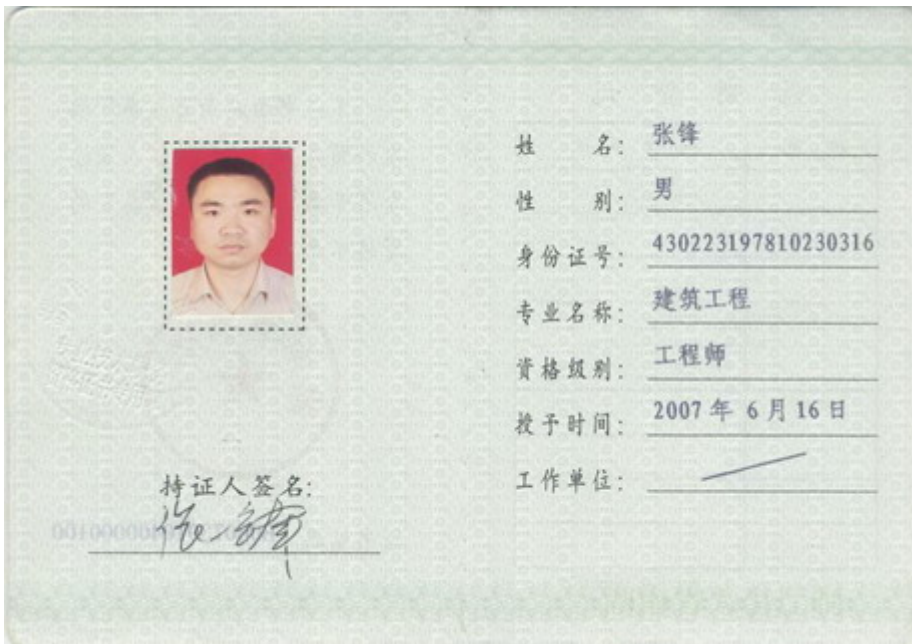 姓 名: 张锋
性 别: 男
身份证号: 430223197810230316
专业名称: 建筑工程
资格级别: 工程师
授予时间: 2007 年 6 月 16 日
工作单位:
持证人签名:
张锋